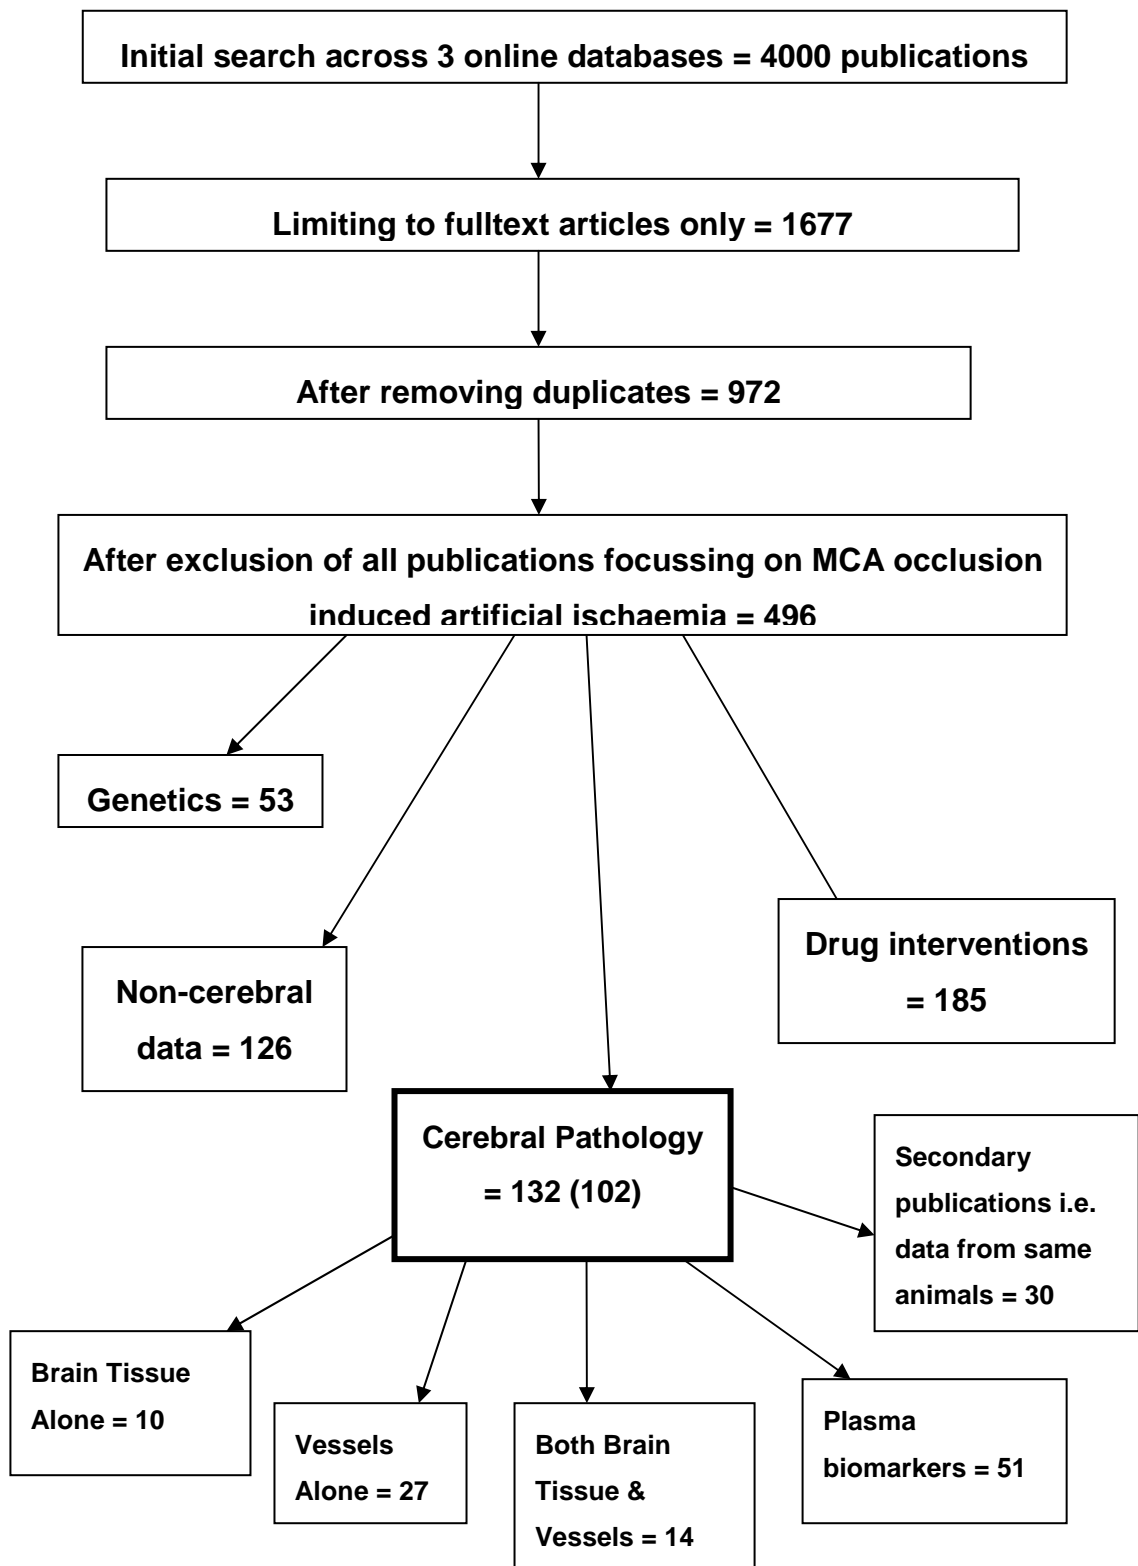 Initial search across 3 online databases = 4000 publications
Limiting to fulltext articles only = 1677
After removing duplicates = 972
After exclusion of all publications focussing on MCA occlusion
induced artificial ischaemia = 496
Genetics = 53
Non-cerebral
data = 126
Drug interventions
= 185
Cerebral Pathology
= 132 (102)
Secondary
publications i.e.
data from same
animals = 30
Brain Tissue
Alone = 10
Vessels
Alone = 27
Both Brain
Tissue &
Vessels = 14
Plasma
biomarkers = 51